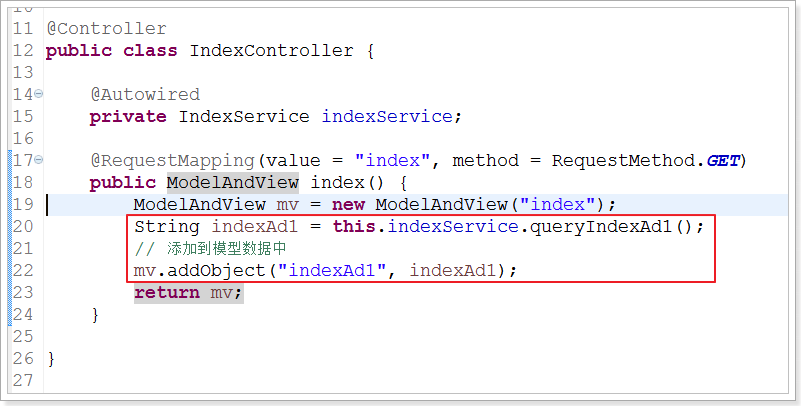 11 @Controller
12 public class IndexController {
13
14 @Autowired
15 private IndexService indexService;
16
17 @RequestMapping(value = "index", method = RequestMethod.GET)
18 public ModelAndView index() {
19 ModelAndView mv = new ModelAndView("index");
20 String indexAd1 = this.indexService.queryIndexAd1();
21 // 添加到模型数据中
22 mv.addObject("indexAd1", indexAd1);
23 return mv;
24 }
25
26 }
27